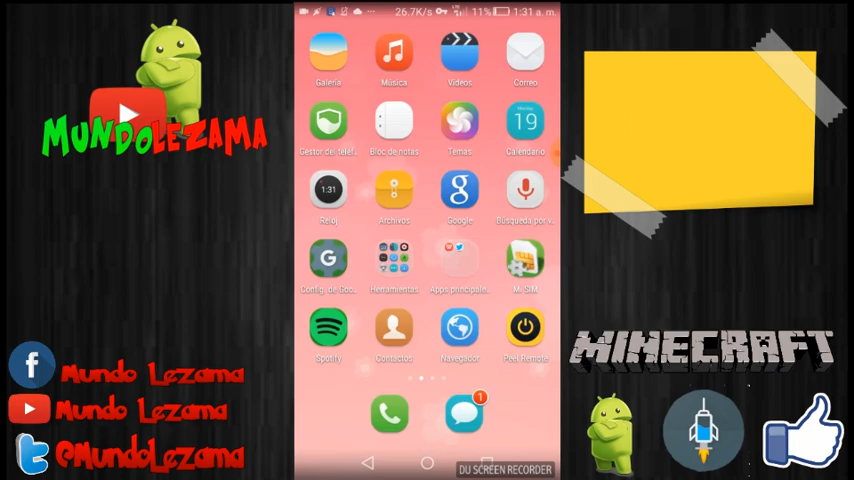 26.7K/s 11% 1:31 a. m.
Galería Música Videos Correo
Gestor del teléf.. Bloc de notas Temas Calendario
19
1:31
Reloj Archivos Google Búsqueda por v..
Config. de Goo.. Herramientas Apps principale.. Mi SIM
Spotify Contactos Navegador Peel Remote
1
DU SCREEN RECORDER
MUNDOLEZAMA
Mundo Lezama
Mundo Lezama
@MundoLezama
MINECRAFT